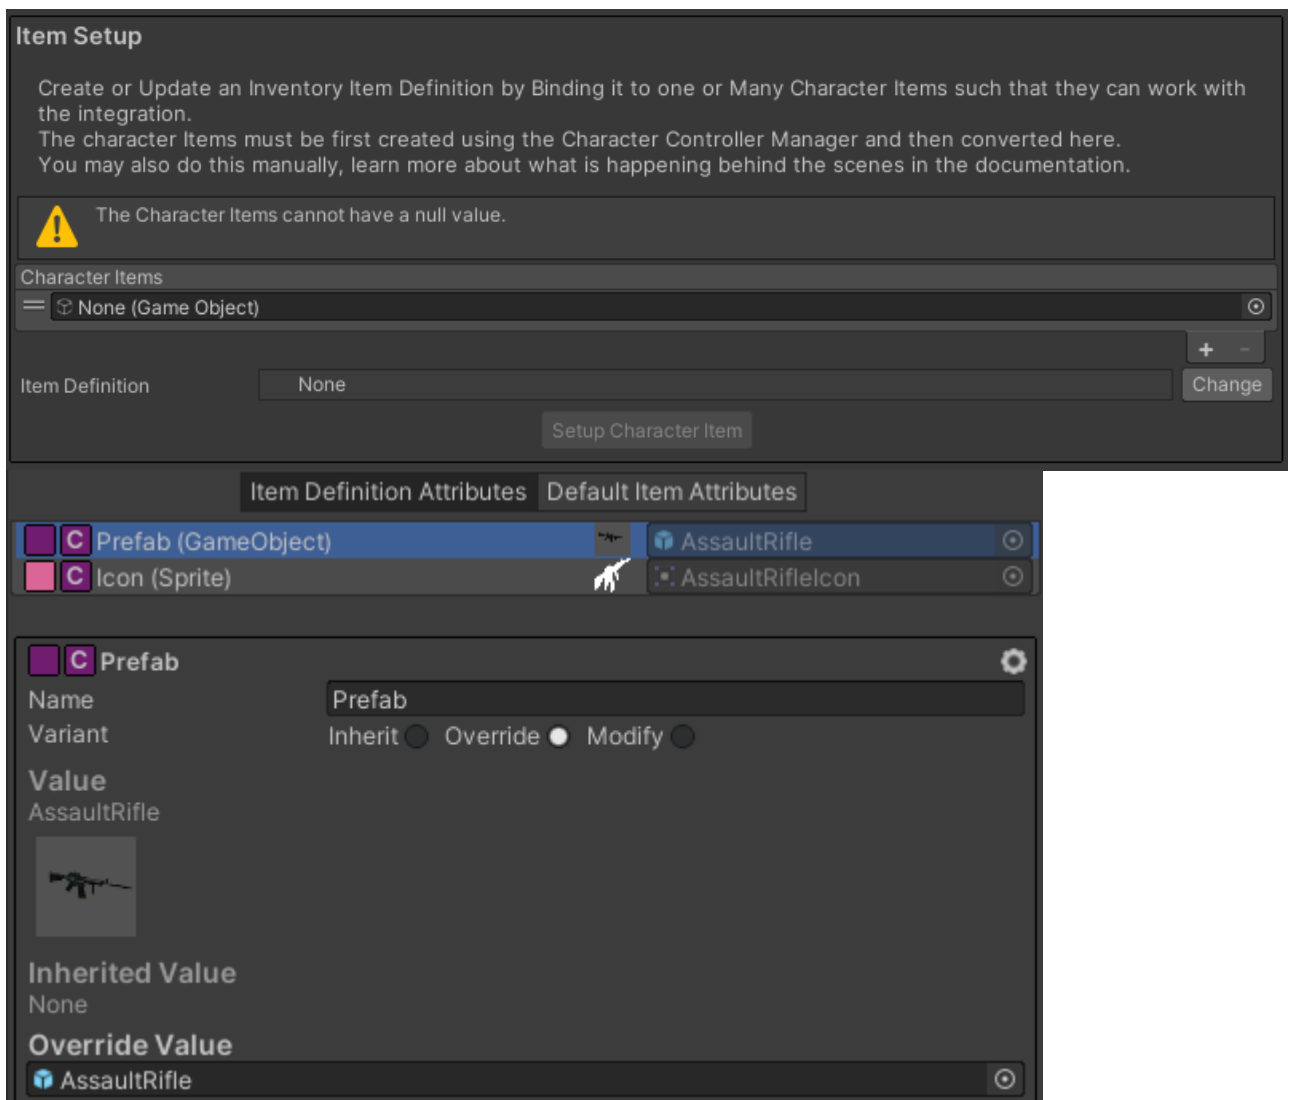 Item Setup
Create or Update an Inventory Item Definition by Binding it to one or Many Character Items such that they can work with
the integration.
The character Items must be first created using the Character Controller Manager and then converted here.
You may also do this manually, learn more about what is happening behind the scenes in the documentation.
The Character Items cannot have a null value.
Character Items
None (Game Object)
+ -
Item Definition None Change
Setup Character Item
Item Definition Attributes Default Item Attributes
C Prefab (GameObject) AssaultRifle
C Icon (Sprite) AssaultRifleIcon
C Prefab
Name Prefab
Variant Inherit Override Modify
Value
AssaultRifle
Inherited Value
None
Override Value
AssaultRifle